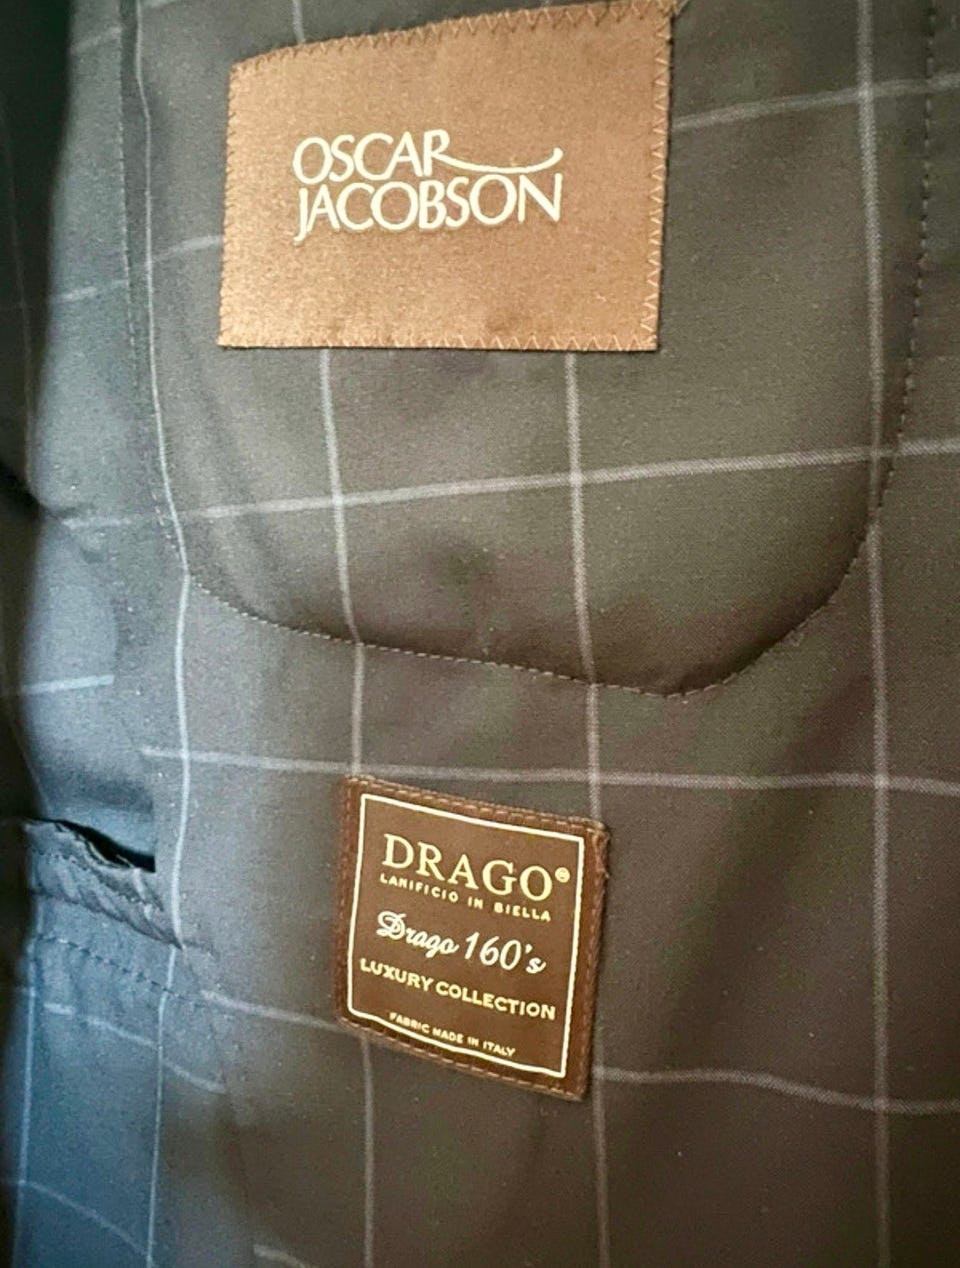 OSCAR
JACOBSON
DRAGO®
LANIFICIO IN BIELLA
Drago 160's
LUXURY COLLECTION
FABRIC MADE IN ITALY